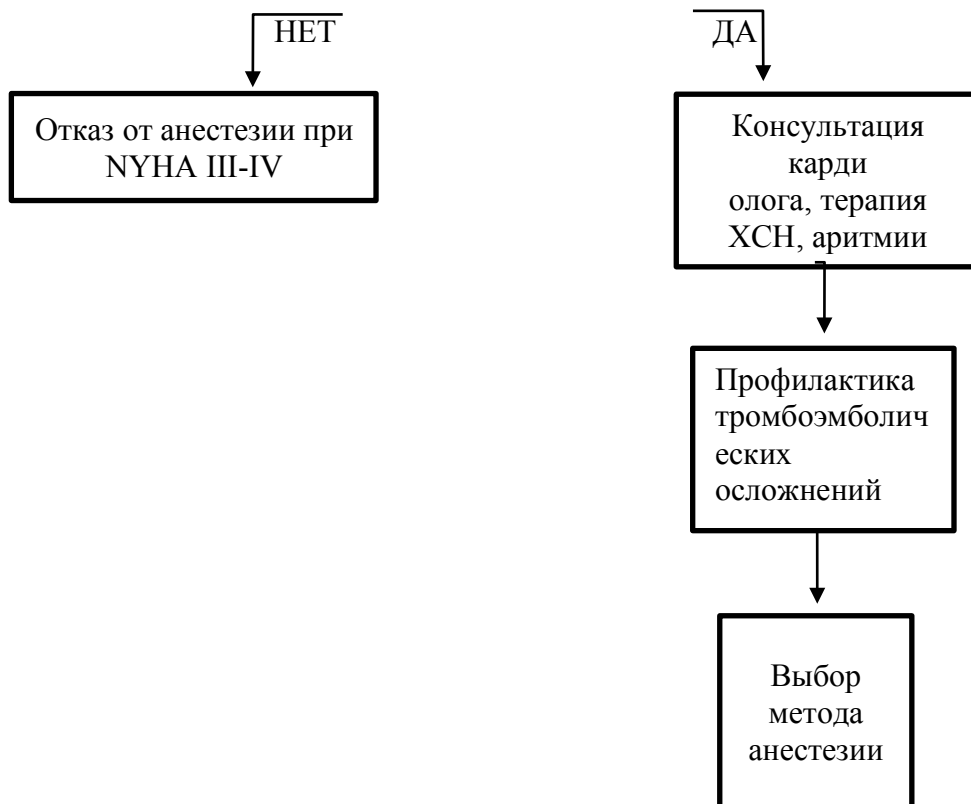 НЕТ
ДА
Отказ от анестезии при
NYHA III-IV
Консультация
карди
олога, терапия
ХСН, аритмии
Профилактика
тромбоэмболич
еских
осложнений
Выбор
метода
анестезии